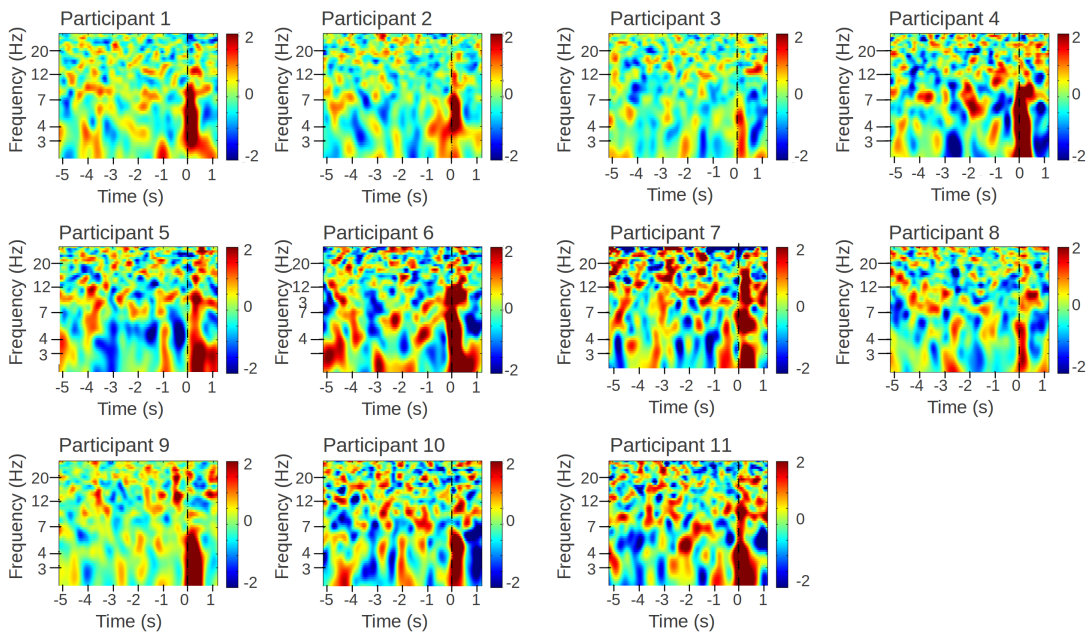 Participant 1
Frequency (Hz)
20
12
7
4
3
-5 -4 -3 -2 -1 0 1
Time (s)
2
0
-2
Participant 2
Frequency (Hz)
20
12
7
4
3
-5 -4 -3 -2 -1 0 1
Time (s)
2
0
-2
Participant 3
Frequency (Hz)
20
12
7
4
3
-5 -4 -3 -2 -1 0 1
Time (s)
2
0
-2
Participant 4
Frequency (Hz)
20
12
7
4
3
-5 -4 -3 -2 -1 0 1
Time (s)
2
0
-2
Participant 5
Frequency (Hz)
20
12
7
4
3
-5 -4 -3 -2 -1 0 1
Time (s)
2
0
-2
Participant 6
Frequency (Hz)
20
12
3
7
4
-5 -4 -3 -2 -1 0 1
Time (s)
2
0
-2
Participant 7
Frequency (Hz)
20
12
7
4
3
-5 -4 -3 -2 -1 0 1
Time (s)
2
0
-2
Participant 8
Frequency (Hz)
20
12
7
4
3
-5 -4 -3 -2 -1 0 1
Time (s)
2
0
-2
Participant 9
Frequency (Hz)
20
12
7
4
3
-5 -4 -3 -2 -1 0 1
Time (s)
2
0
-2
Participant 10
Frequency (Hz)
20
12
7
4
3
-5 -4 -3 -2 -1 0 1
Time (s)
2
0
-2
Participant 11
Frequency (Hz)
20
12
7
4
3
-5 -4 -3 -2 -1 0 1
Time (s)
2
0
-2